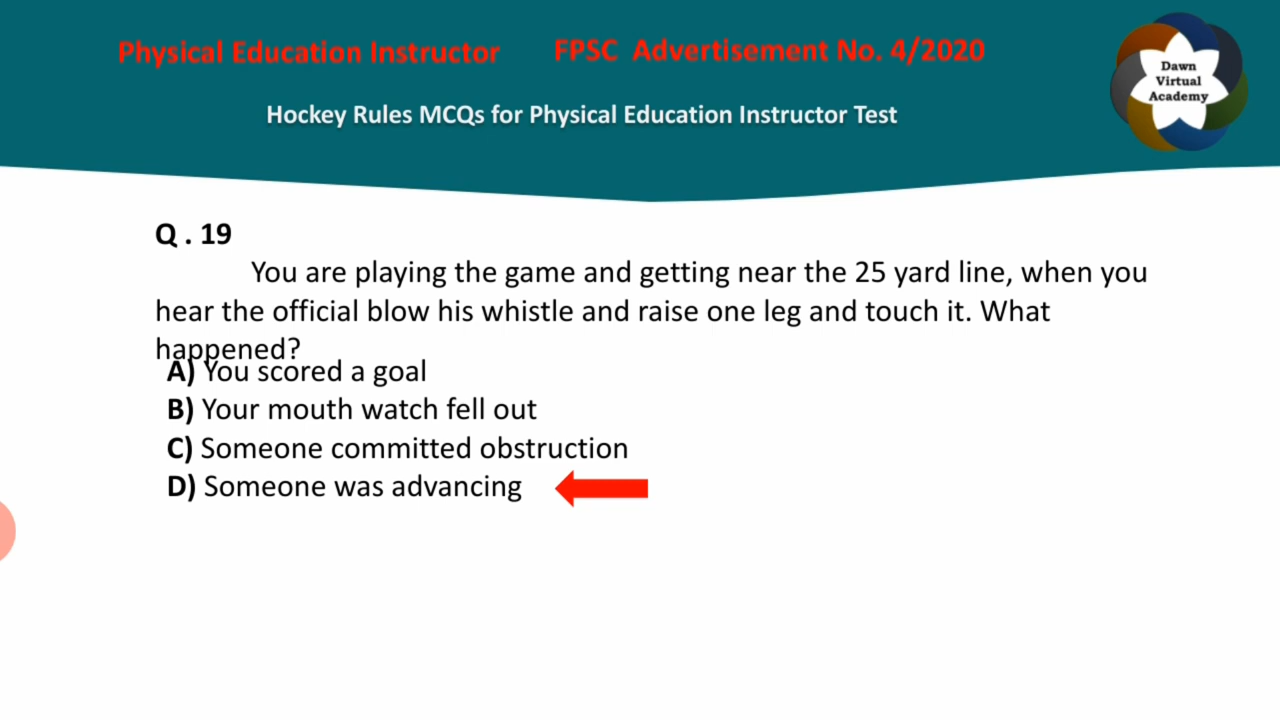 Physical Education Instructor FPSC Advertisement No. 4/2020
Hockey Rules MCQs for Physical Education Instructor Test
Dawn
Virtual
Academy
Q . 19
You are playing the game and getting near the 25 yard line, when you
hear the official blow his whistle and raise one leg and touch it. What
happened?
A) You scored a goal
B) Your mouth watch fell out
C) Someone committed obstruction
D) Someone was advancing